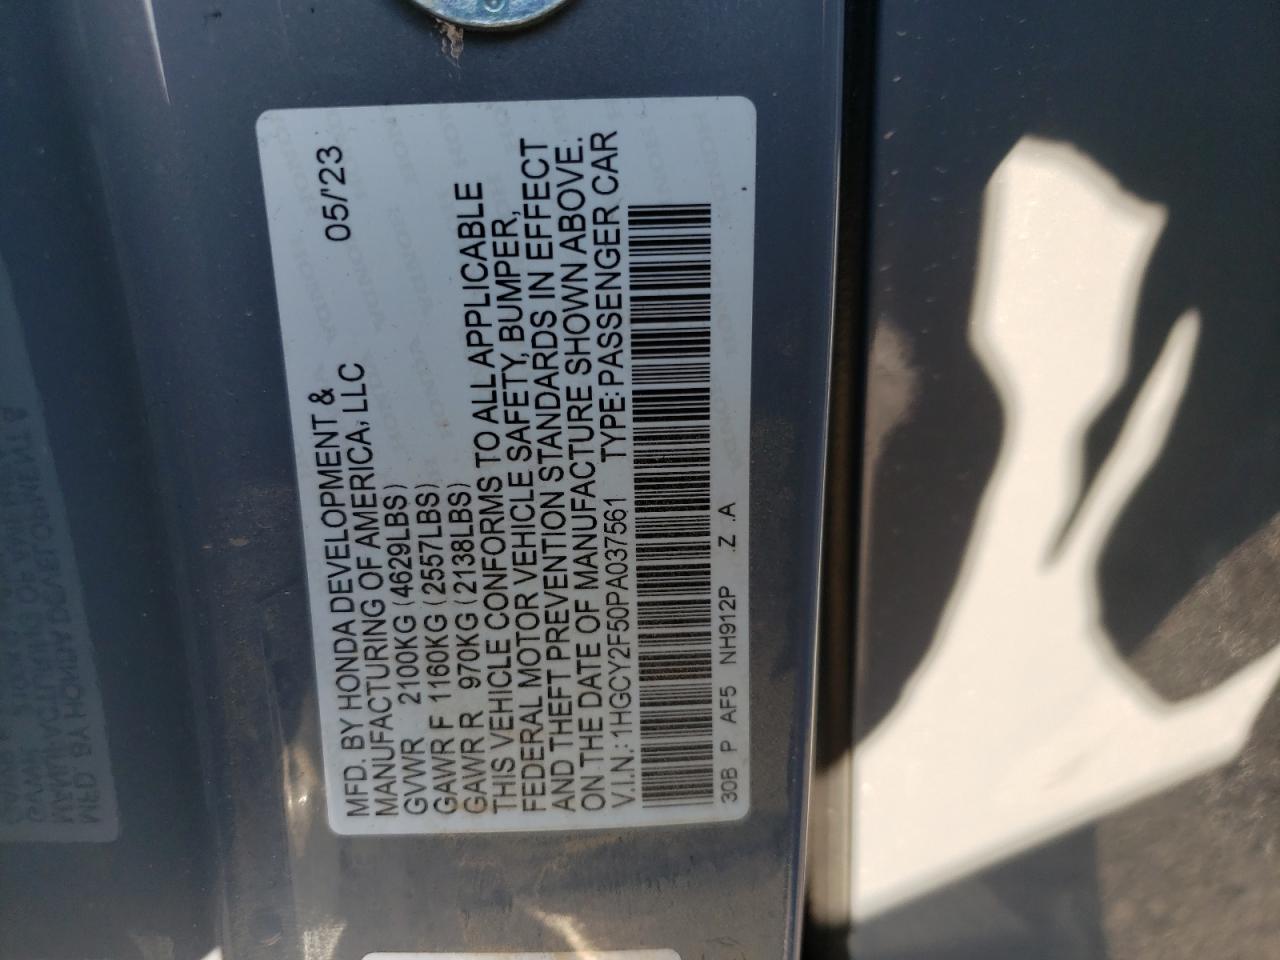 MFD. BY HONDA DEVELOPMENT & 05/'23
MANUFACTURING OF AMERICA, LLC
GVWR 2100KG (4629LBS)
GAWR F 1160KG (2557LBS)
GAWR R 970KG (2138LBS)
THIS VEHICLE CONFORMS TO ALL APPLICABLE
FEDERAL MOTOR VEHICLE SAFETY, BUMPER,
AND THEFT PREVENTION STANDARDS IN EFFECT
ON THE DATE OF MANUFACTURE SHOWN ABOVE.
V.I.N.: 1HGCY2F50PA037561 TYPE: PASSENGER CAR
30B P AF5 NH912P .Z .A